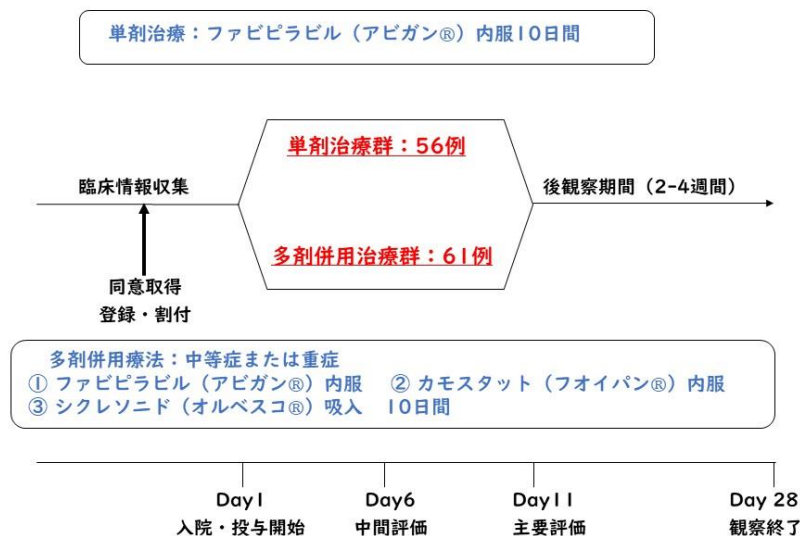 単剤治療：ファビピラビル（アビガン®）内服10日間
単剤治療群：56例
臨床情報収集
後観察期間（2-4週間）
多剤併用治療群：61例
同意取得
登録・割付
多剤併用療法：中等症または重症
① ファビピラビル（アビガン®）内服　② カモスタット（フオイパン®）内服
③ シクレソニド（オルベスコ®）吸入　10日間
Day1 Day6 Day11 Day 28
入院・投与開始 中間評価 主要評価 観察終了